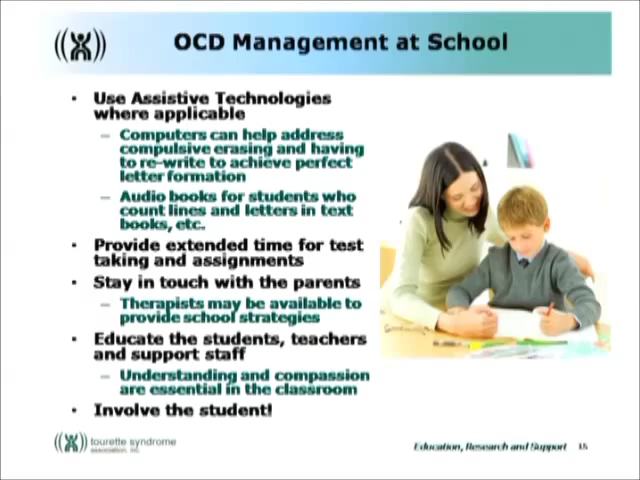 OCD Management at School
• Use Assistive Technologies
where applicable
– Computers can help address
compulsive erasing and having
to re-write to achieve perfect
letter formation
– Audio books for students who
count lines and letters in text
books, etc.
• Provide extended time for test
taking and assignments
• Stay in touch with the parents
– Therapists may be available to
provide school strategies
• Educate the students, teachers
and support staff
– Understanding and compassion
are essential in the classroom
• Involve the student!
tourette syndrome
association, inc.
Education, Research and Support